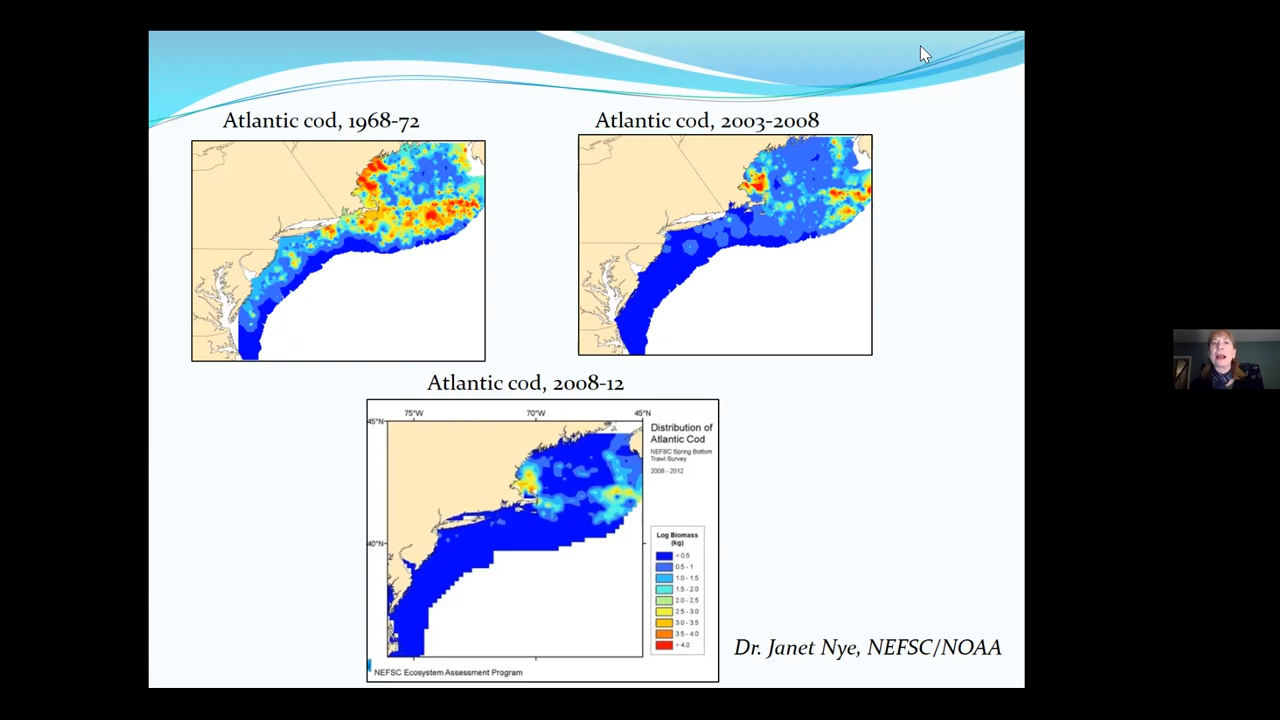 Atlantic cod, 1968-72
Atlantic cod, 2003-2008
Atlantic cod, 2008-12
75°W
70°W
45°N
45°N
40°N
Distribution of
Atlantic Cod
NEFSC Spring Bottom
Trawl Survey
2008 - 2012
Log Biomass
(kg)
< 0.5
0.5 - 1
1.0 - 1.5
1.5 - 2.0
2.0 - 2.5
2.5 - 3.0
3.0 - 3.5
3.5 - 4.0
> 4.0
NEFSC Ecosystem Assessment Program
Dr. Janet Nye, NEFSC/NOAA